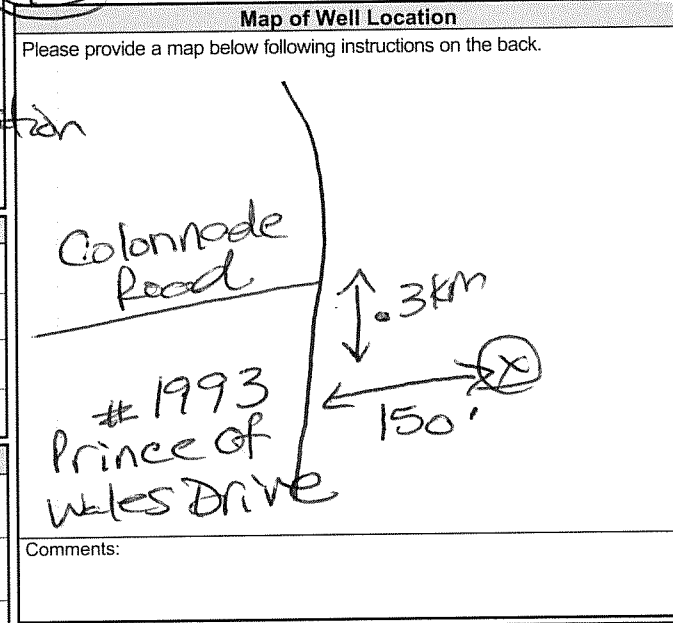 Map of Well Location
Please provide a map below following instructions on the back.
tion
Colonnade
Road
.3km
#1993
150'
X
Prince of
Wales Drive
Comments: